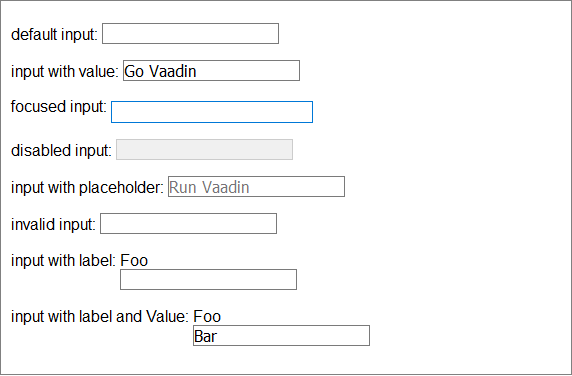 default input:
input with value: Go Vaadin
focused input:
disabled input:
input with placeholder: Run Vaadin
invalid input:
input with label: Foo
input with label and Value: Foo
Bar